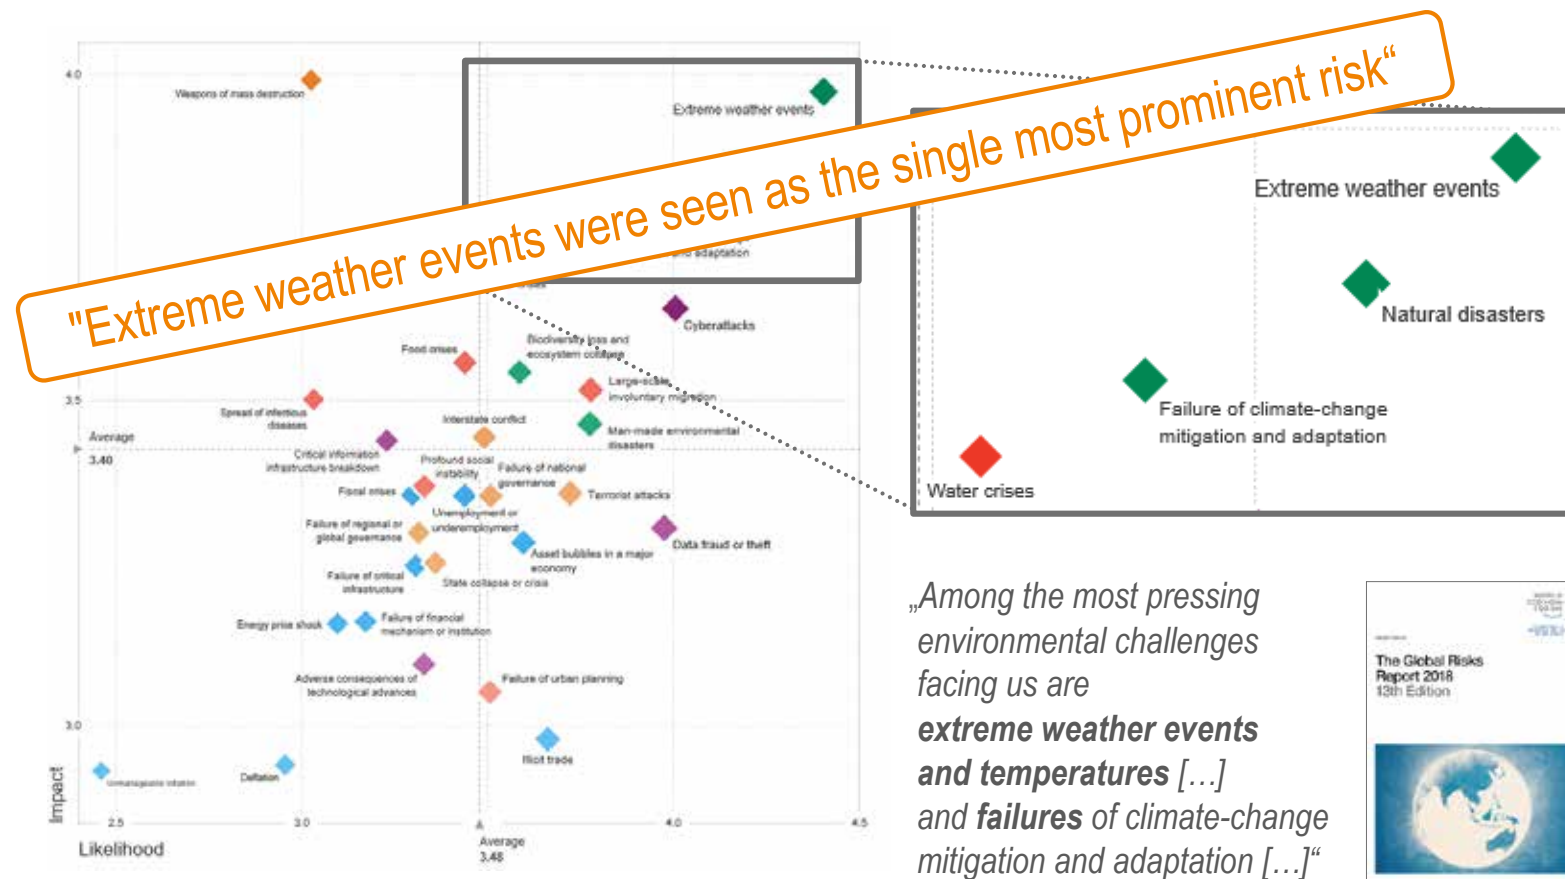 4.0
Weapons of mass destruction
Extreme weather events
"Extreme weather events were seen as the single most prominent risk“
and adaptation
Cyberattacks
Biodiversity loss and
ecosystem collapse
Food crises
Large-scale
involuntary migration
3.5
Spread of infectious
diseases
Interstate conflict
Man-made environmental
disasters
Average
3.40
Critical information
infrastructure breakdown
Profound social
instability
Failure of national
governance
Fiscal crises
Terrorist attacks
Unemployment or
underemployment
Failure of regional or
global governance
Data fraud or theft
Asset bubbles in a major
economy
Failure of critical
infrastructure
State collapse or crisis
Energy price shock
Failure of financial
mechanism or institution
Adverse consequences of
technological advances
Failure of urban planning
3.0
Illicit trade
Deflation
Unmanageable inflation
Impact
2.5
3.0
4.0
4.5
Average
3.48
Likelihood
Extreme weather events
Natural disasters
Failure of climate-change
mitigation and adaptation
Water crises
„Among the most pressing
environmental challenges
facing us are
extreme weather events
and temperatures […]
and failures of climate-change
mitigation and adaptation […]“
The Global Risks
Report 2018
13th Edition